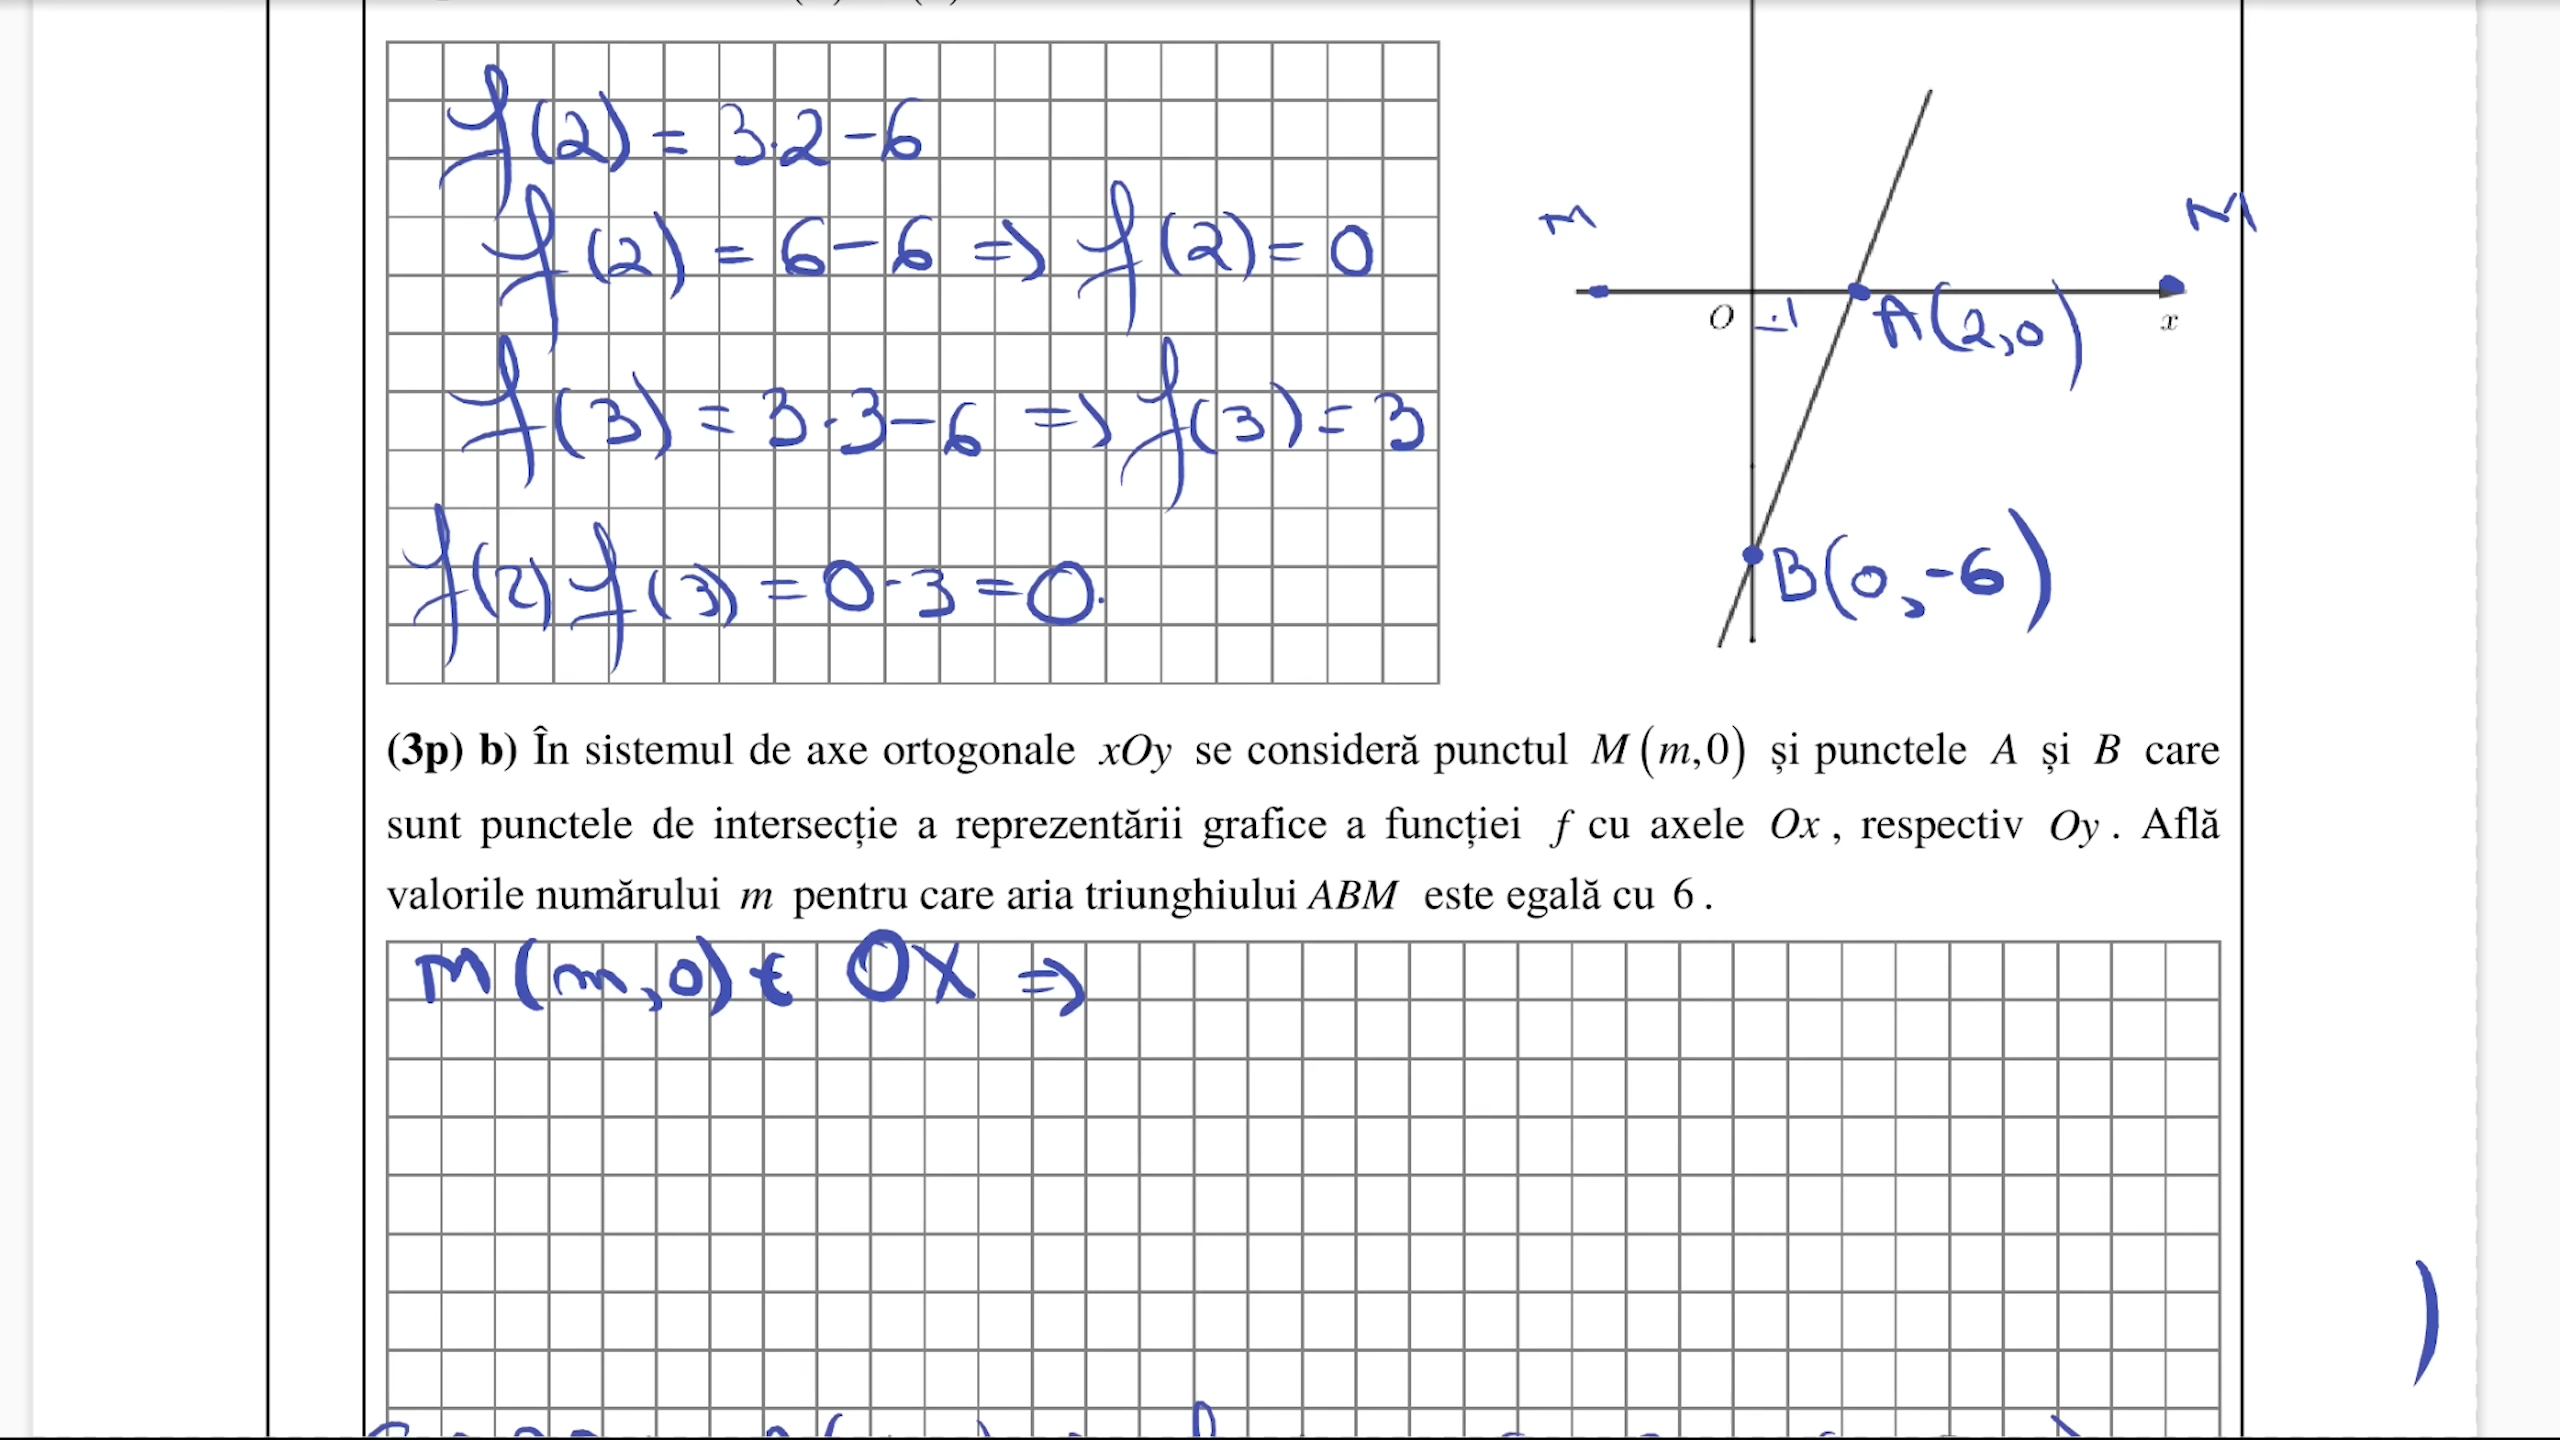 f(2) = 3·2-6
f(2) = 6-6 => f(2) = 0
f(3) = 3·3-6 => f(3) = 3
f(2) f(3) = 0·3 = 0.
M
M
O
A(2,0)
x
B(0,-6)
(3p) b) În sistemul de axe ortogonale xOy se consideră punctul M(m,0) și punctele A și B care
sunt punctele de intersecție a reprezentării grafice a funcției f cu axele Ox, respectiv Oy. Află
valorile numărului m pentru care aria triunghiului ABM este egală cu 6.
M(m,0) ∈ OX =>
)